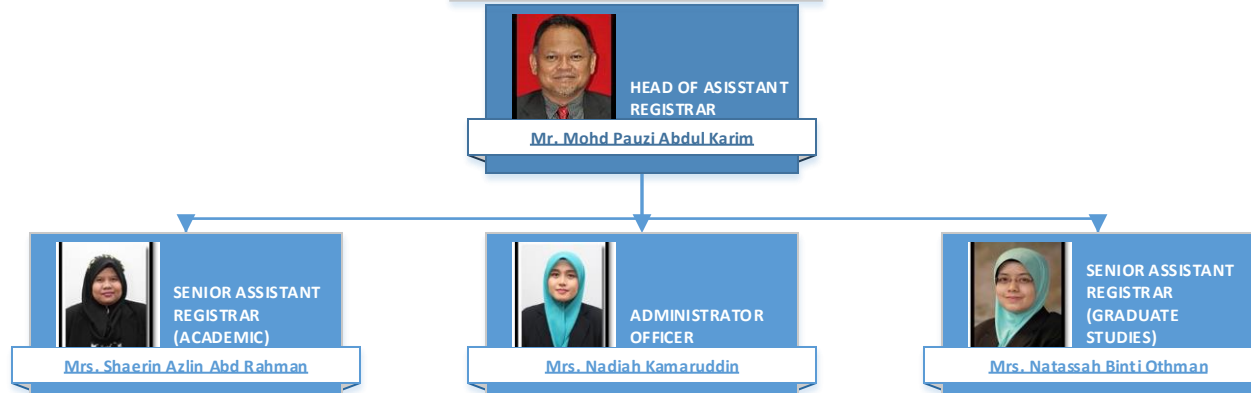 HEAD OF ASISSTANT
REGISTRAR
Mr. Mohd Pauzi Abdul Karim
SENIOR ASSISTANT
REGISTRAR
(ACADEMIC)
Mrs. Shaerin Azlin Abd Rahman
ADMINISTRATOR
OFFICER
Mrs. Nadiah Kamaruddin
SENIOR ASSISTANT
REGISTRAR
(GRADUATE
STUDIES)
Mrs. Natassah Binti Othman